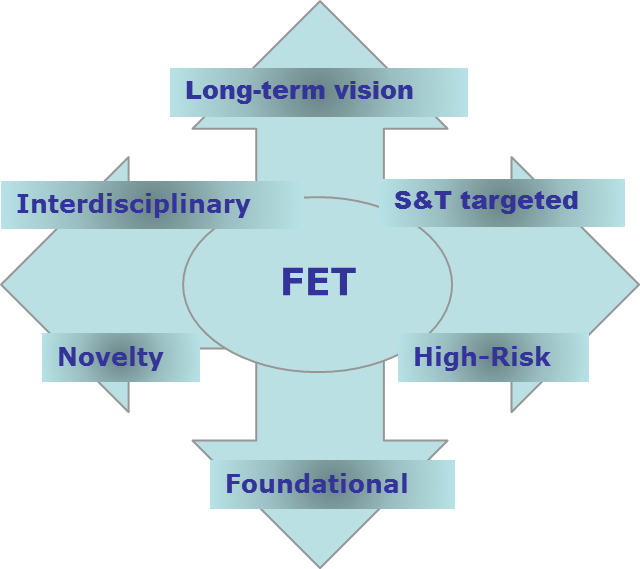 Long-term vision
Interdisciplinary
S&T targeted
FET
Novelty
High-Risk
Foundational